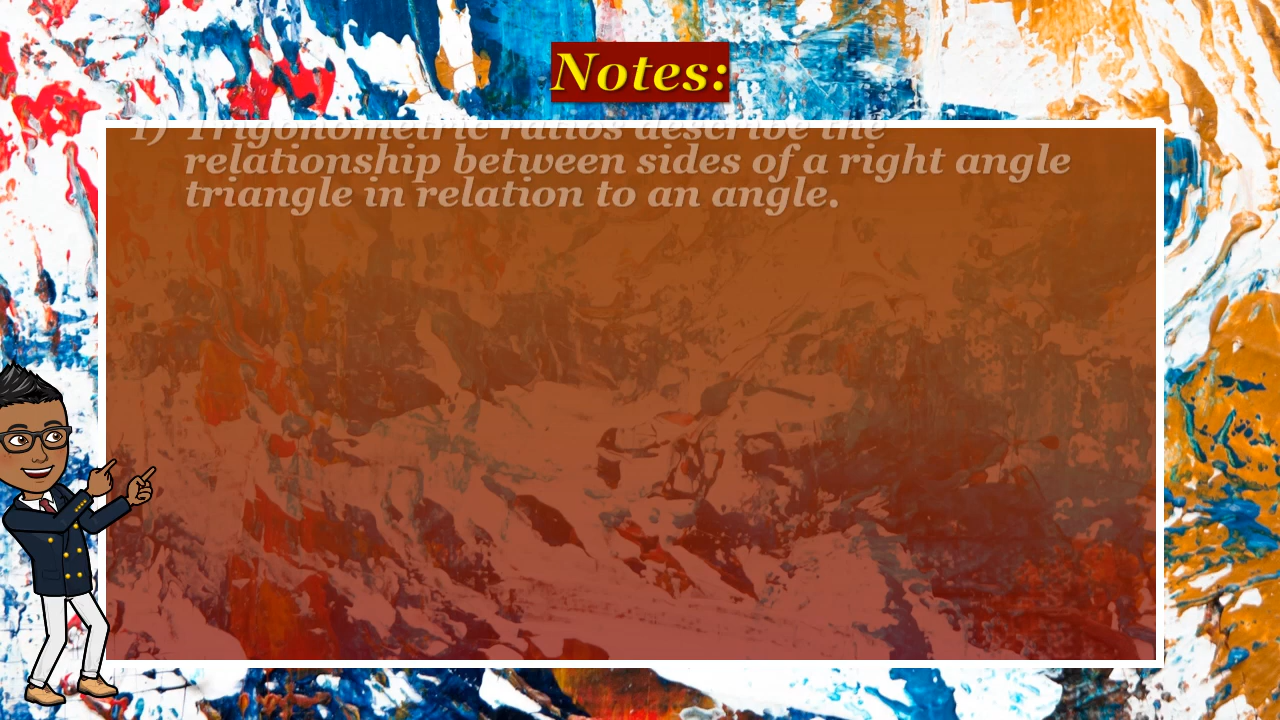 Notes:
1) Trigonometric ratios describe the
relationship between sides of a right angle
triangle in relation to an angle.